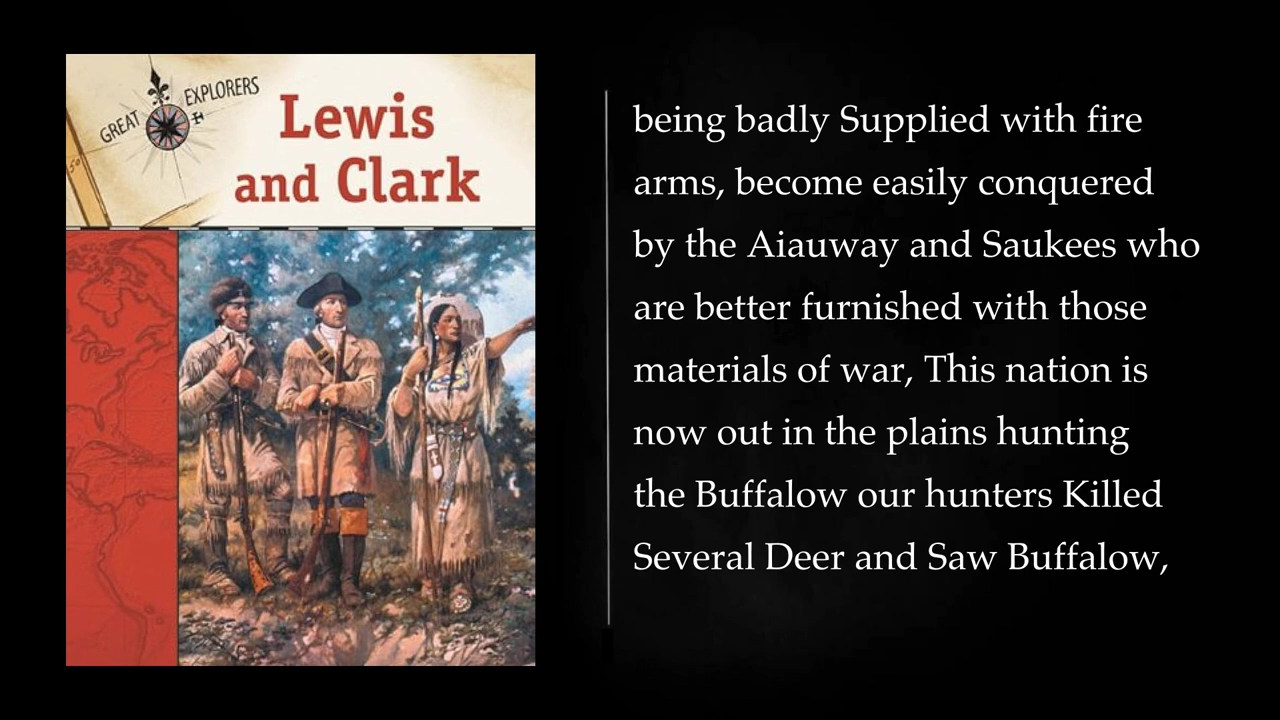 GREAT EXPLORERS
Lewis
and Clark
50
being badly Supplied with fire
arms, become easily conquered
by the Aiauway and Saukees who
are better furnished with those
materials of war, This nation is
now out in the plains hunting
the Buffalow our hunters Killed
Several Deer and Saw Buffalow,